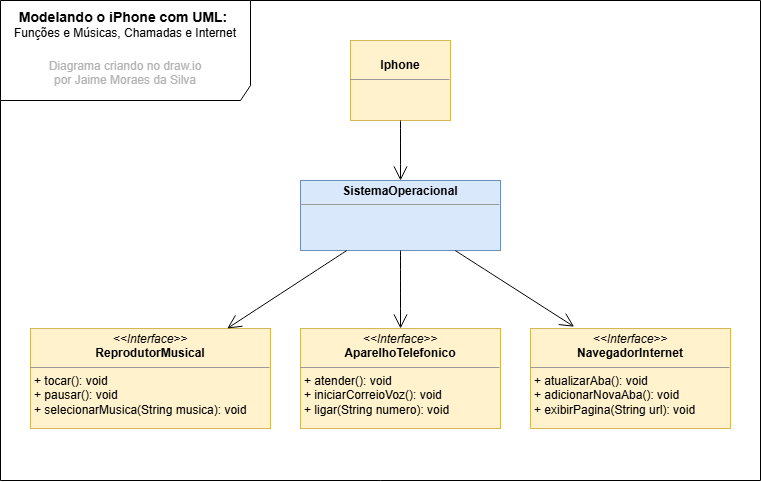 Modelando o iPhone com UML:
Funções e Músicas, Chamadas e Internet
Diagrama criando no draw.io
por Jaime Moraes da Silva
Iphone
SistemaOperacional
<<Interface>>
ReprodutorMusical
+ tocar(): void
+ pausar(): void
+ selecionarMusica(String musica): void
<<Interface>>
AparelhoTelefonico
+ atender(): void
+ iniciarCorreioVoz(): void
+ ligar(String numero): void
<<Interface>>
NavegadorInternet
+ atualizarAba(): void
+ adicionarNovaAba(): void
+ exibirPagina(String url): void